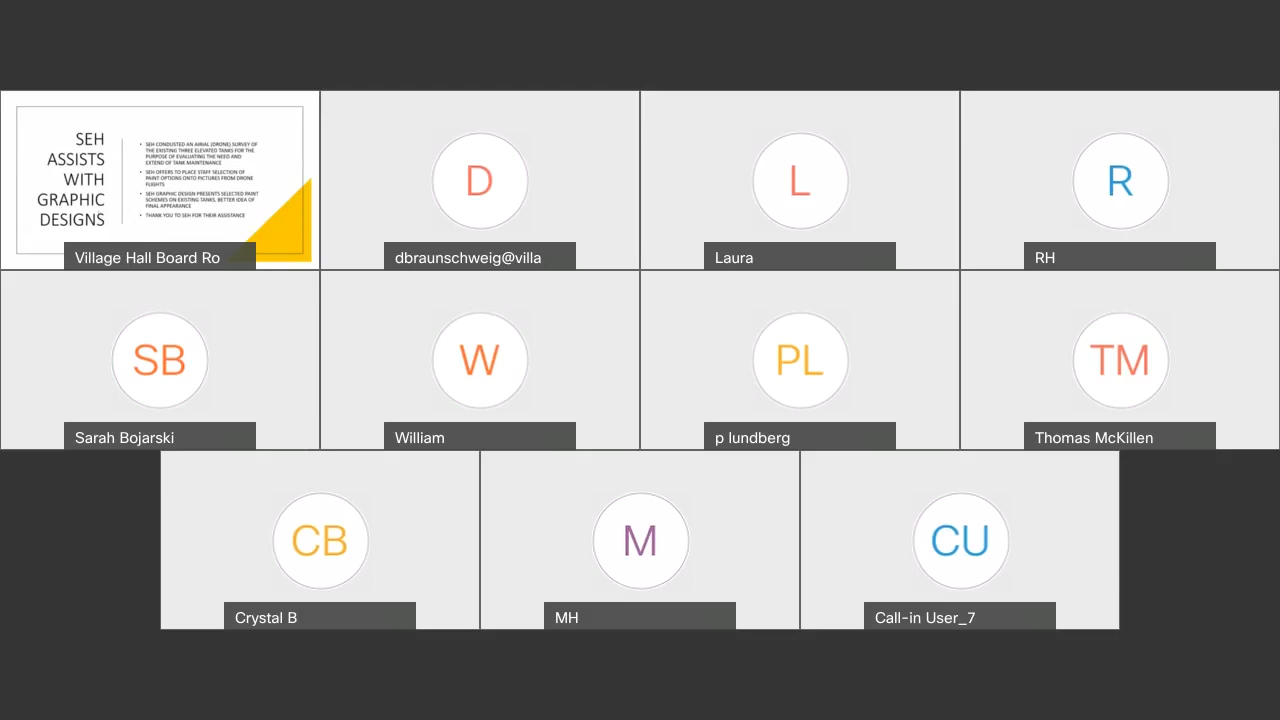 SEH
ASSISTS
WITH
GRAPHIC
DESIGNS
• SEH CONDUSTED AN AIRIAL (DRONE) SURVEY OF
THE EXISTING THREE ELEVATED TANKS FOR THE
PURPOSE OF EVALUATING THE NEED AND
EXTEND OF TANK MAINTENANCE
• SEH OFFERS TO PLACE STAFF SELECTION OF
PAINT OPTIONS ONTO PICTURES FROM DRONE
FLIGHTS
• SEH GRAPHIC DESIGN PRESENTS SELECTED PAINT
SCHEMES ON EXISTING TANKS, BETTER IDEA OF
FINAL APPEARANCE
• THANK YOU TO SEH FOR THEIR ASSISTANCE
Village Hall Board Ro
D
dbraunschweig@villa
L
Laura
R
RH
SB
Sarah Bojarski
W
William
PL
p lundberg
TM
Thomas McKillen
CB
Crystal B
M
MH
CU
Call-in User_7